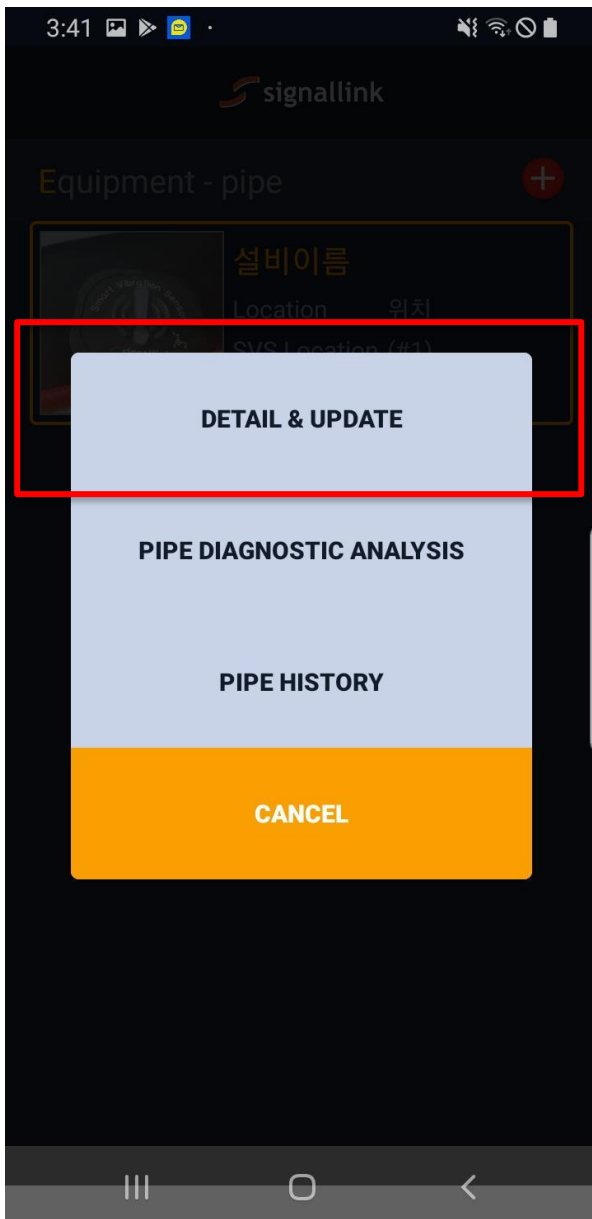 3:41
signallink
Equipment - pipe
설비이름
Location 위치
SVS Location (#1)
DETAIL & UPDATE
PIPE DIAGNOSTIC ANALYSIS
PIPE HISTORY
CANCEL